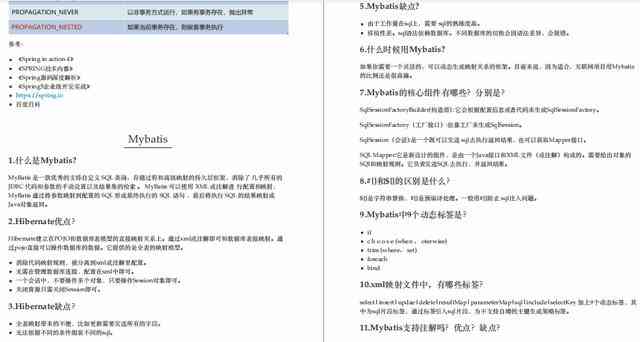 PROPAGATION_NEVER 以非事务方式运行，如果当前事务存在，抛出异常
PROPAGATION_NESTED 如果当前事务存在，则嵌套事务执行
参考：
《Spring in action 4》
《SPRING技术内幕》
《Spring源码深度解析》
《Spring5企业级开发实战》
https://spring.io
百度百科
Mybatis
1.什么是Mybatis?
MyBatis 是一款优秀的支持自定义 SQL 查询、存储过程和高级映射的持久层框架，消除了几乎所有的
JDBC 代码和参数的手动设置以及结果集的检索。MyBatis 可以使用 XML 或注解进行配置和映射，
MyBatis 通过将参数映射到配置的 SQL 形成最终执行的 SQL 语句，最后将执行 SQL 的结果映射成
Java对象返回。
2.Hibernate优点?
Hibernate建立在POJO和数据库表模型的直接映射关系上。通过xml或注解即可和数据库表做映射。通
过pojo直接可以操作数据库的数据。它提供的是全表的映射模型。
消除代码映射规则，被分离到xml或注解里配置。
无需在管理数据库连接，配置在xml中即可。
一个会话中，不要操作多个对象，只要操作Session对象即可。
关闭资源只需关闭Session即可。
3.Hibernate缺点?
全表映射带来的不便，比如更新需要发送所有的字段。
无法根据不同的条件组装不同的sql。
5.Mybatis缺点?
由于工作量在sql上，需要 sql的熟练度高。
移植性差。sql语法依赖数据库。不同数据库的切换会因语法差异，会报错。
6.什么时候用Mybatis?
如果你需要一个灵活的、可以动态生成映射关系的框架。目前来说，因为适合，互联网项目用Mybatis
的比例还是很高滴。
7.Mybatis的核心组件有哪些？分别是?
SqlSessionFactoryBuilder(构造器):它会根据配置信息或者代码来生成SqlSessionFactory。
SqlSessionFactory（工厂接口）:依靠工厂来生成SqlSession。
SqlSession（会话):是一个既可以发送 sql去执行返回结果，也可以获取Mapper接口。
SQL Mapper:它是新设计的组件，是由一个Java接口和XML文件（或注解）构成的。需要给出对象的
SQL和映射规则。它负责发送SQL去执行，并返回结果。
8.#{}和${}的区别是什么?
${}是字符串替换，#{}是预编译处理。一般用#{}防止 sql注入问题。
9.Mybatis中9个动态标签是?
if
choose (when 、 oterwise)
trim (where、 set)
foreach
bind
10.xml映射文件中，有哪些标签?
select|insert|updae|delete|resultMap|parameterMap|sql|include|selectKey 加上9个动态标签，其
中为sql片段标签，通过标签引入sql片段，为不支持自增的主键生成策略标签。
11.Mybatis支持注解吗？优点？缺点?